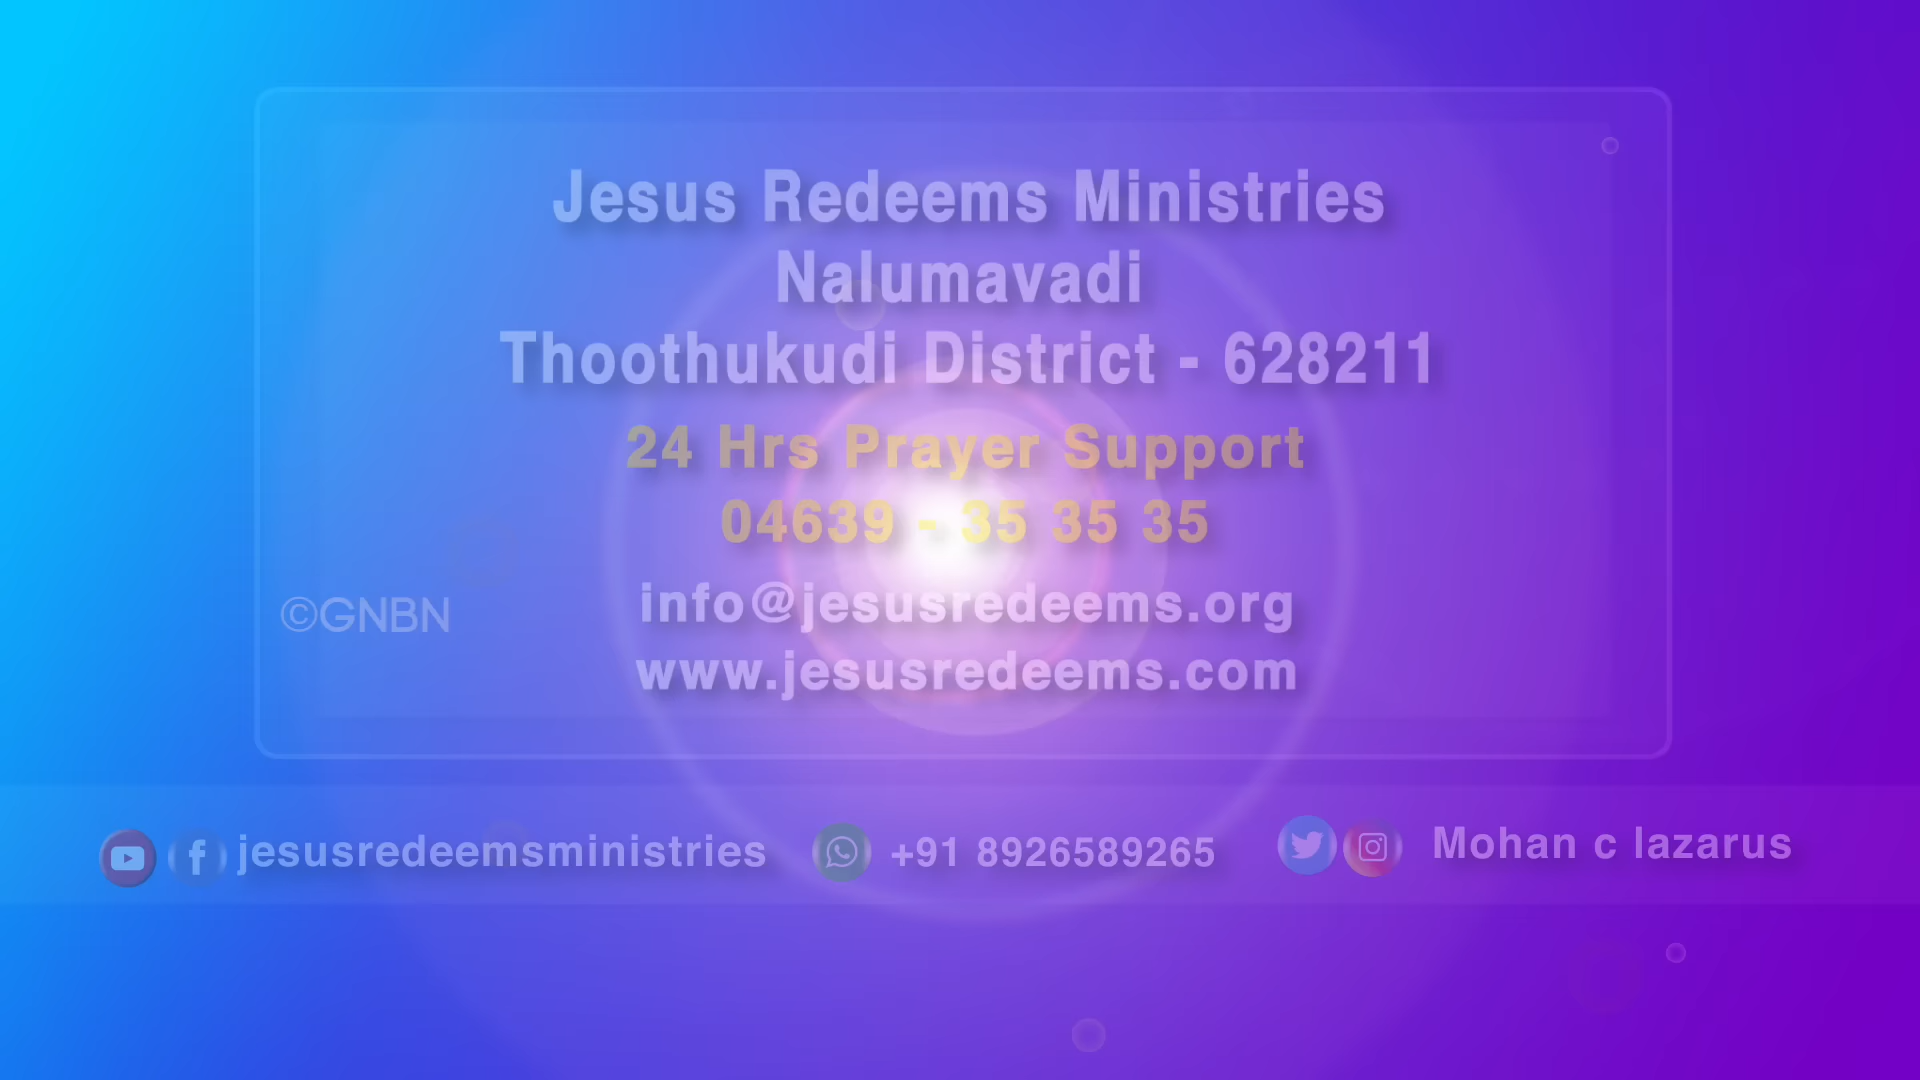 Jesus Redeems Ministries
Nalumavadi
Thoothukudi District - 628211
24 Hrs Prayer Support
04639 - 35 35 35
info@jesusredeems.org
©GNBN
www.jesusredeems.com
jesusredeemsministries +91 8926589265 Mohan c lazarus